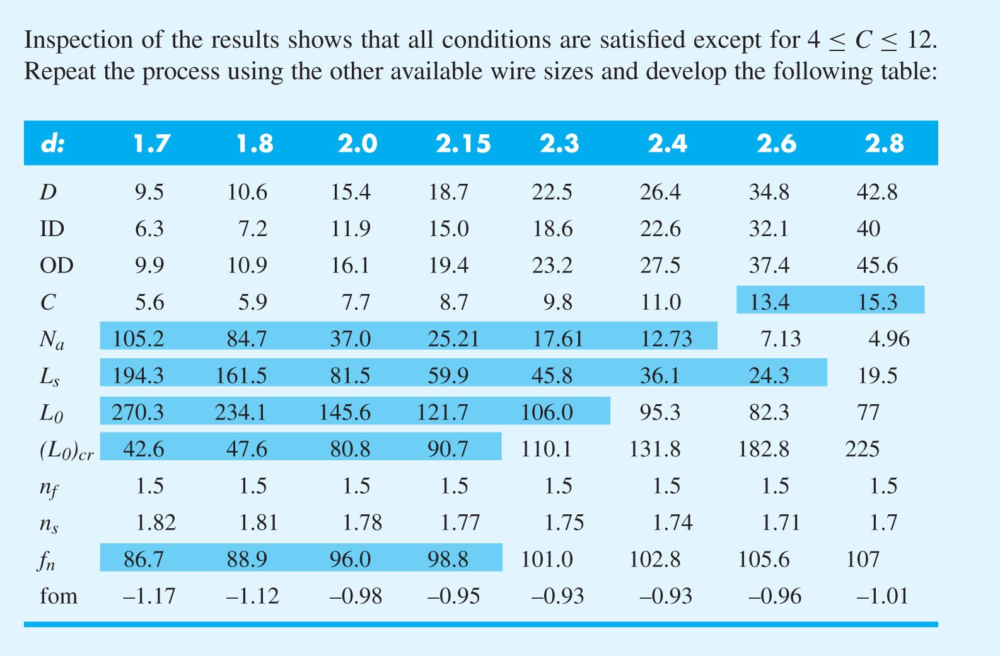 Inspection of the results shows that all conditions are satisfied except for 4 ≤ C ≤ 12.
Repeat the process using the other available wire sizes and develop the following table:
d: 1.7 1.8 2.0 2.15 2.3 2.4 2.6 2.8
D 9.5 10.6 15.4 18.7 22.5 26.4 34.8 42.8
ID 6.3 7.2 11.9 15.0 18.6 22.6 32.1 40
OD 9.9 10.9 16.1 19.4 23.2 27.5 37.4 45.6
C 5.6 5.9 7.7 8.7 9.8 11.0 13.4 15.3
Na 105.2 84.7 37.0 25.21 17.61 12.73 7.13 4.96
Ls 194.3 161.5 81.5 59.9 45.8 36.1 24.3 19.5
L0 270.3 234.1 145.6 121.7 106.0 95.3 82.3 77
(L0)cr 42.6 47.6 80.8 90.7 110.1 131.8 182.8 225
nf 1.5 1.5 1.5 1.5 1.5 1.5 1.5 1.5
ns 1.82 1.81 1.78 1.77 1.75 1.74 1.71 1.7
fn 86.7 88.9 96.0 98.8 101.0 102.8 105.6 107
fom –1.17 –1.12 –0.98 –0.95 –0.93 –0.93 –0.96 –1.01